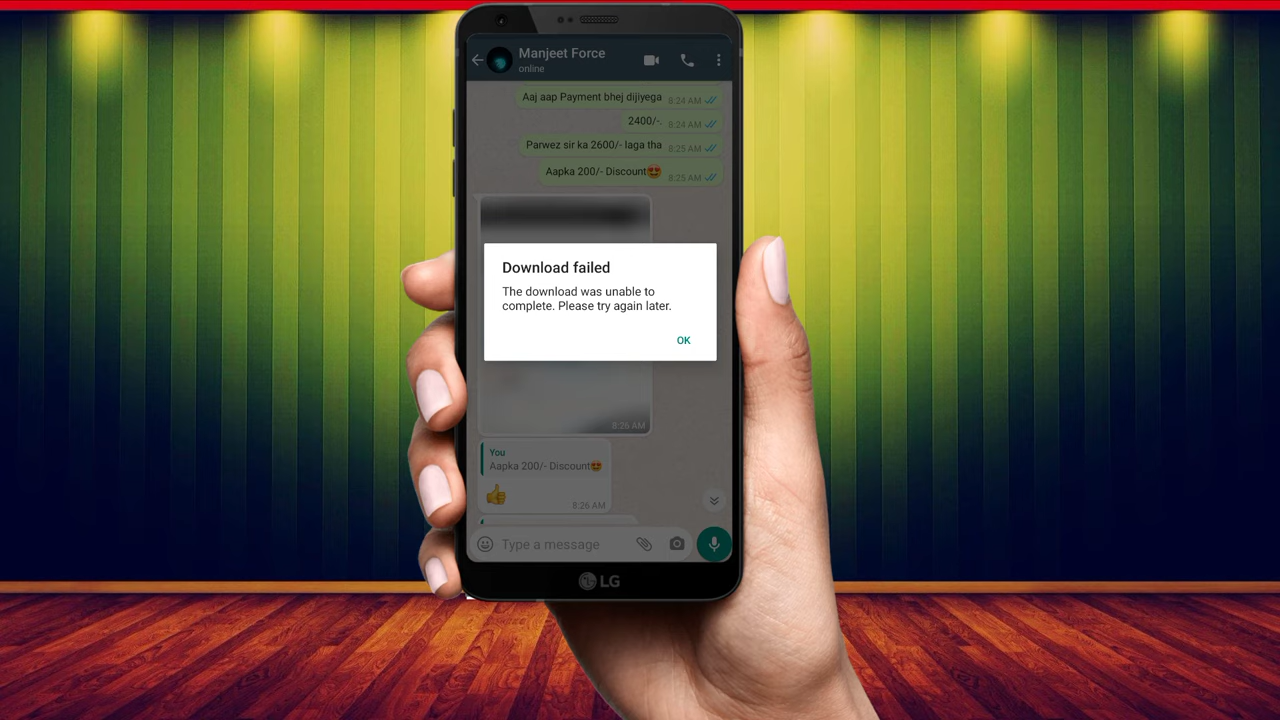 Manjeet Force
online
Aaj aap Payment bhej dijiyega 8:24 AM
2400/-. 8:24 AM
Parwez sir ka 2600/- laga tha 8:25 AM
Aapka 200/- Discount😍 8:25 AM
Download failed
The download was unable to
complete. Please try again later.
OK
8:26 AM
You
Aapka 200/- Discount😍
👍 8:26 AM
Type a message
LG